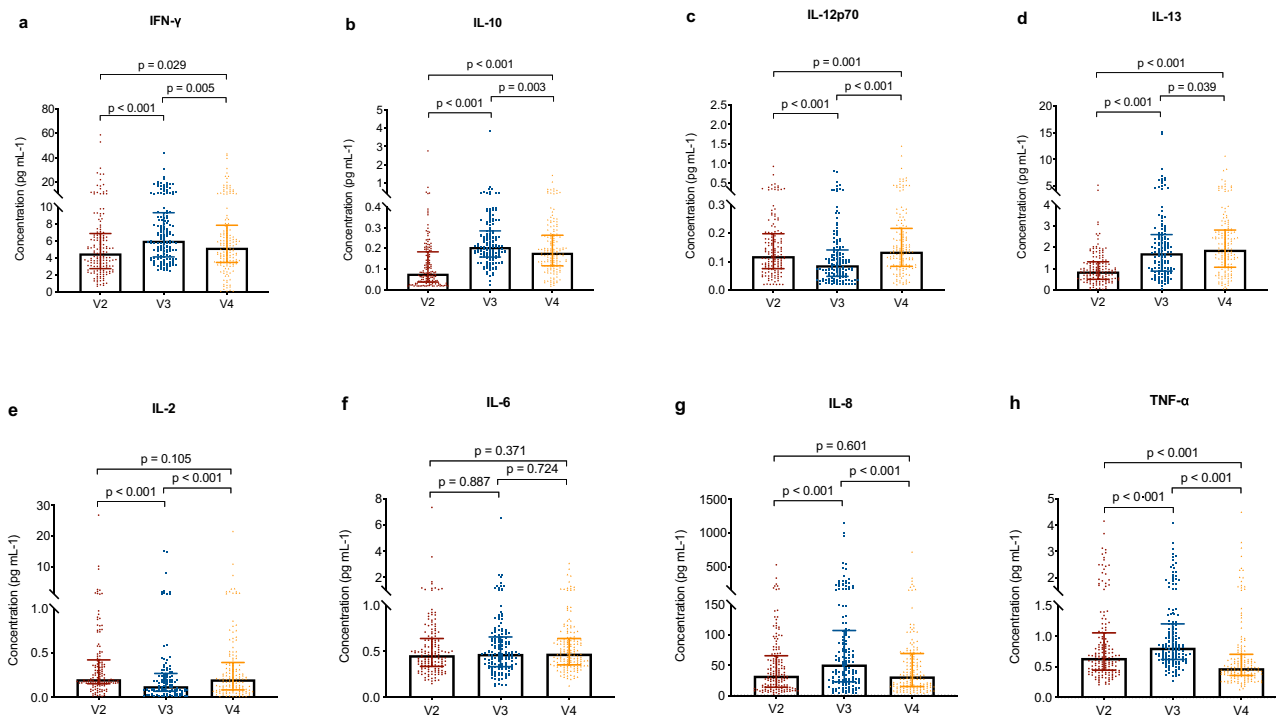 a
IFN-γ
p = 0.029
p = 0.005
p < 0.001
Concentration (pg mL-1)
80
60
40
20
10
8
6
4
2
0
V2 V3 V4
b
IL-10
p < 0.001
p = 0.003
p < 0.001
Concentration (pg mL-1)
5
4
3
2
1
0.4
0.3
0.2
0.1
0.0
V2 V3 V4
c
IL-12p70
p = 0.001
p < 0.001
p < 0.001
Concentration (pg mL-1)
2.5
2.0
1.5
1.0
0.5
0.3
0.2
0.1
0.0
V2 V3 V4
d
IL-13
p < 0.001
p = 0.039
p < 0.001
Concentration (pg mL-1)
20
15
10
5
4
3
2
1
0
V2 V3 V4
e
IL-2
p = 0.105
p < 0.001
p < 0.001
Concentration (pg mL-1)
30
20
10
1.0
0.5
0.0
V2 V3 V4
f
IL-6
p = 0.371
p = 0.724
p = 0.887
Concentration (pg mL-1)
8
6
4
2
1.0
0.5
0.0
V2 V3 V4
g
IL-8
p = 0.601
p < 0.001
p < 0.001
Concentration (pg mL-1)
1500
1000
500
150
100
50
0
V2 V3 V4
h
TNF-α
p < 0.001
p < 0.001
p < 0·001
Concentration (pg mL-1)
5
4
3
2
1.5
1.0
0.5
0.0
V2 V3 V4